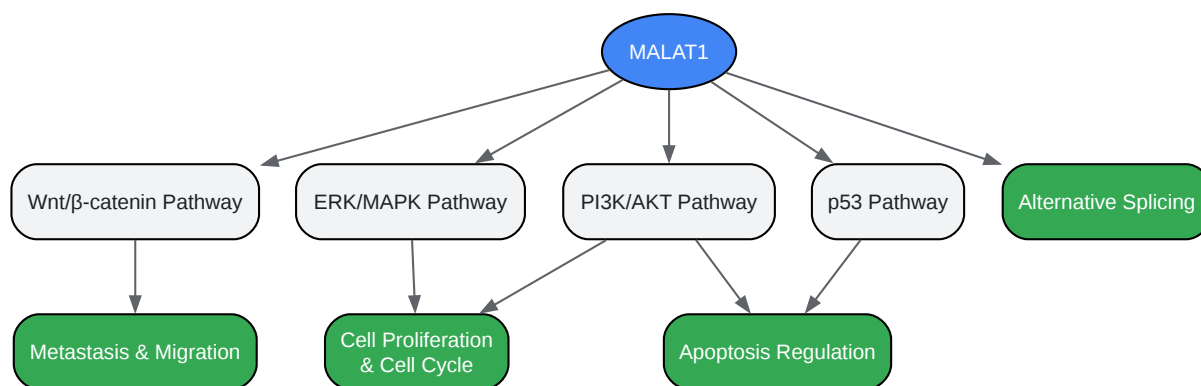 MALAT1
Wnt/β-catenin Pathway
ERK/MAPK Pathway
PI3K/AKT Pathway
p53 Pathway
Alternative Splicing
Metastasis & Migration
Cell Proliferation
& Cell Cycle
Apoptosis Regulation